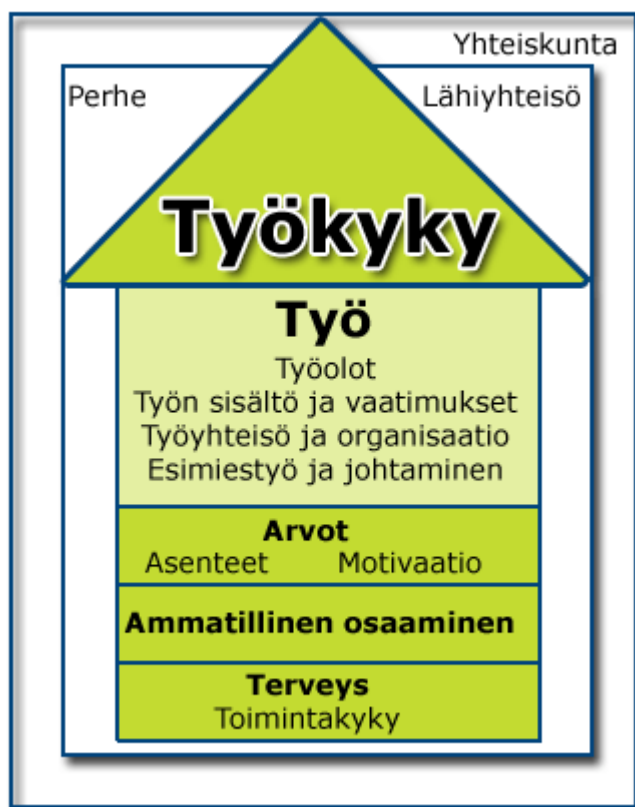 Yhteiskunta
Perhe Lähiyhteisö
Työkyky
Työ
Työolot
Työn sisältö ja vaatimukset
Työyhteisö ja organisaatio
Esimiestyö ja johtaminen
Arvot
Asenteet Motivaatio
Ammatillinen osaaminen
Terveys
Toimintakyky